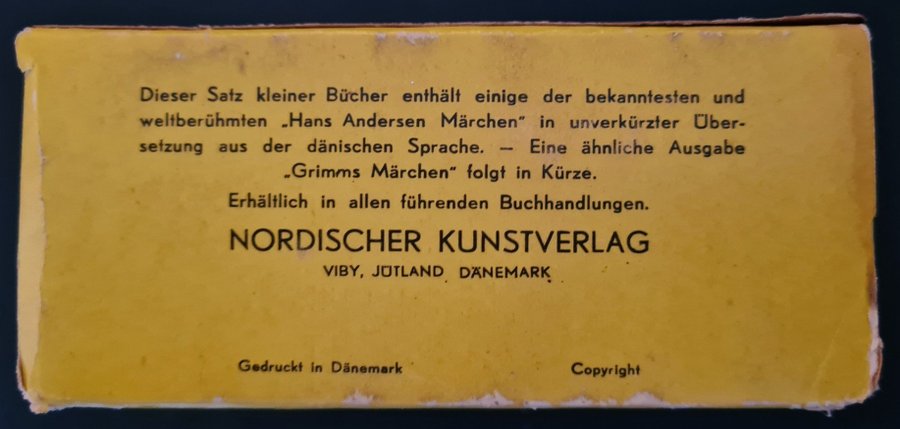 Dieser Satz kleiner Bücher enthält einige der bekanntesten und
weltberühmten „Hans Andersen Märchen" in unverkürzter Über-
setzung aus der dänischen Sprache. — Eine ähnliche Ausgabe
„Grimms Märchen" folgt in Kürze.
Erhältlich in allen führenden Buchhandlungen.
NORDISCHER KUNSTVERLAG
VIBY, JÜTLAND DÄNEMARK
Gedruckt in Dänemark Copyright